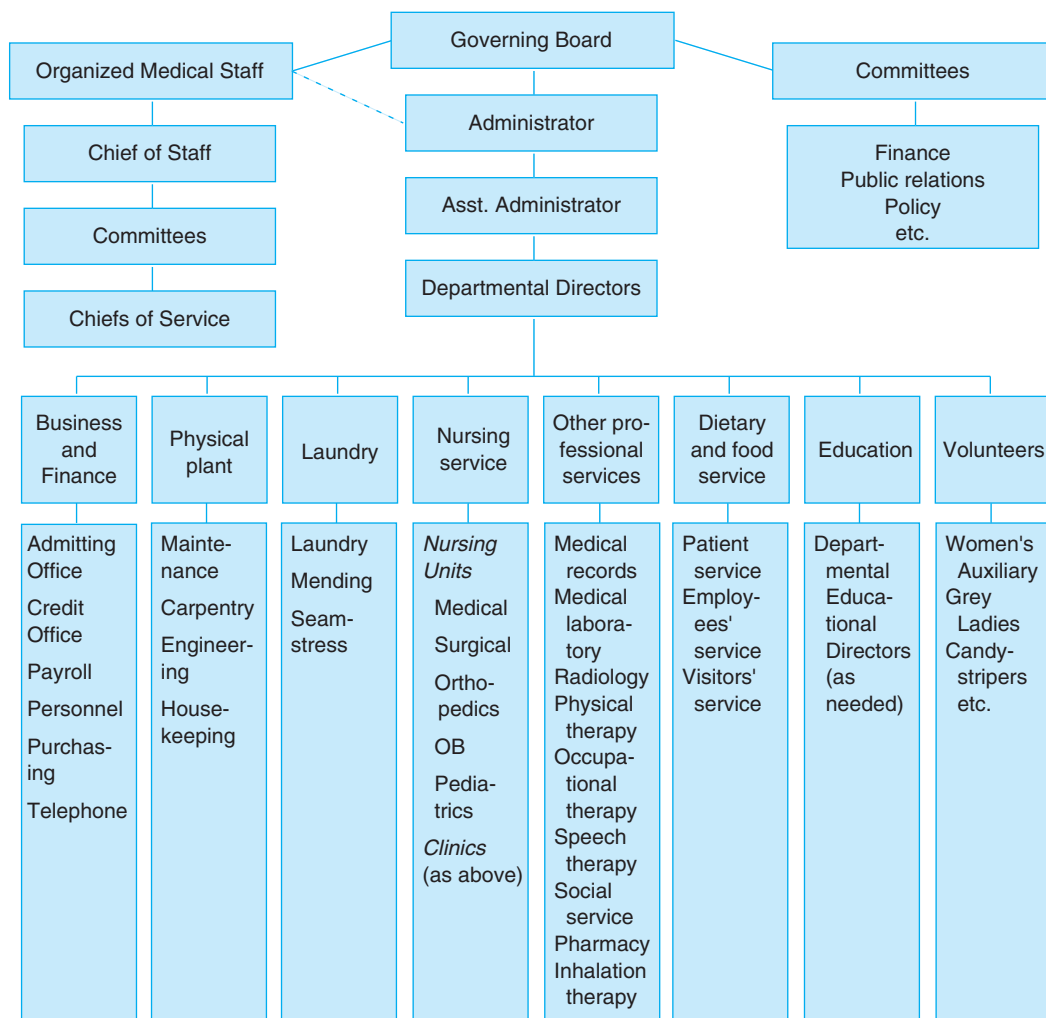 Governing Board
Organized Medical Staff
Committees
Administrator
Chief of Staff
Finance
Public relations
Policy
etc.
Asst. Administrator
Committees
Departmental Directors
Chiefs of Service
Business
and
Finance
Physical
plant
Laundry
Nursing
service
Other pro-
fessional
services
Dietary
and food
service
Education
Volunteers
Admitting
Office
Credit
Office
Payroll
Personnel
Purchas-
ing
Telephone
Mainte-
nance
Carpentry
Engineer-
ing
House-
keeping
Laundry
Mending
Seam-
stress
Nursing
Units
Medical
Surgical
Ortho-
pedics
OB
Pedia-
trics
Clinics
(as above)
Medical
records
Medical
labora-
tory
Radiology
Physical
therapy
Occupa-
tional
therapy
Speech
therapy
Social
service
Pharmacy
Inhalation
therapy
Patient
service
Employ-
ees'
service
Visitors'
service
Depart-
mental
Educa-
tional
Directors
(as
needed)
Women's
Auxiliary
Grey
Ladies
Candy-
stripers
etc.